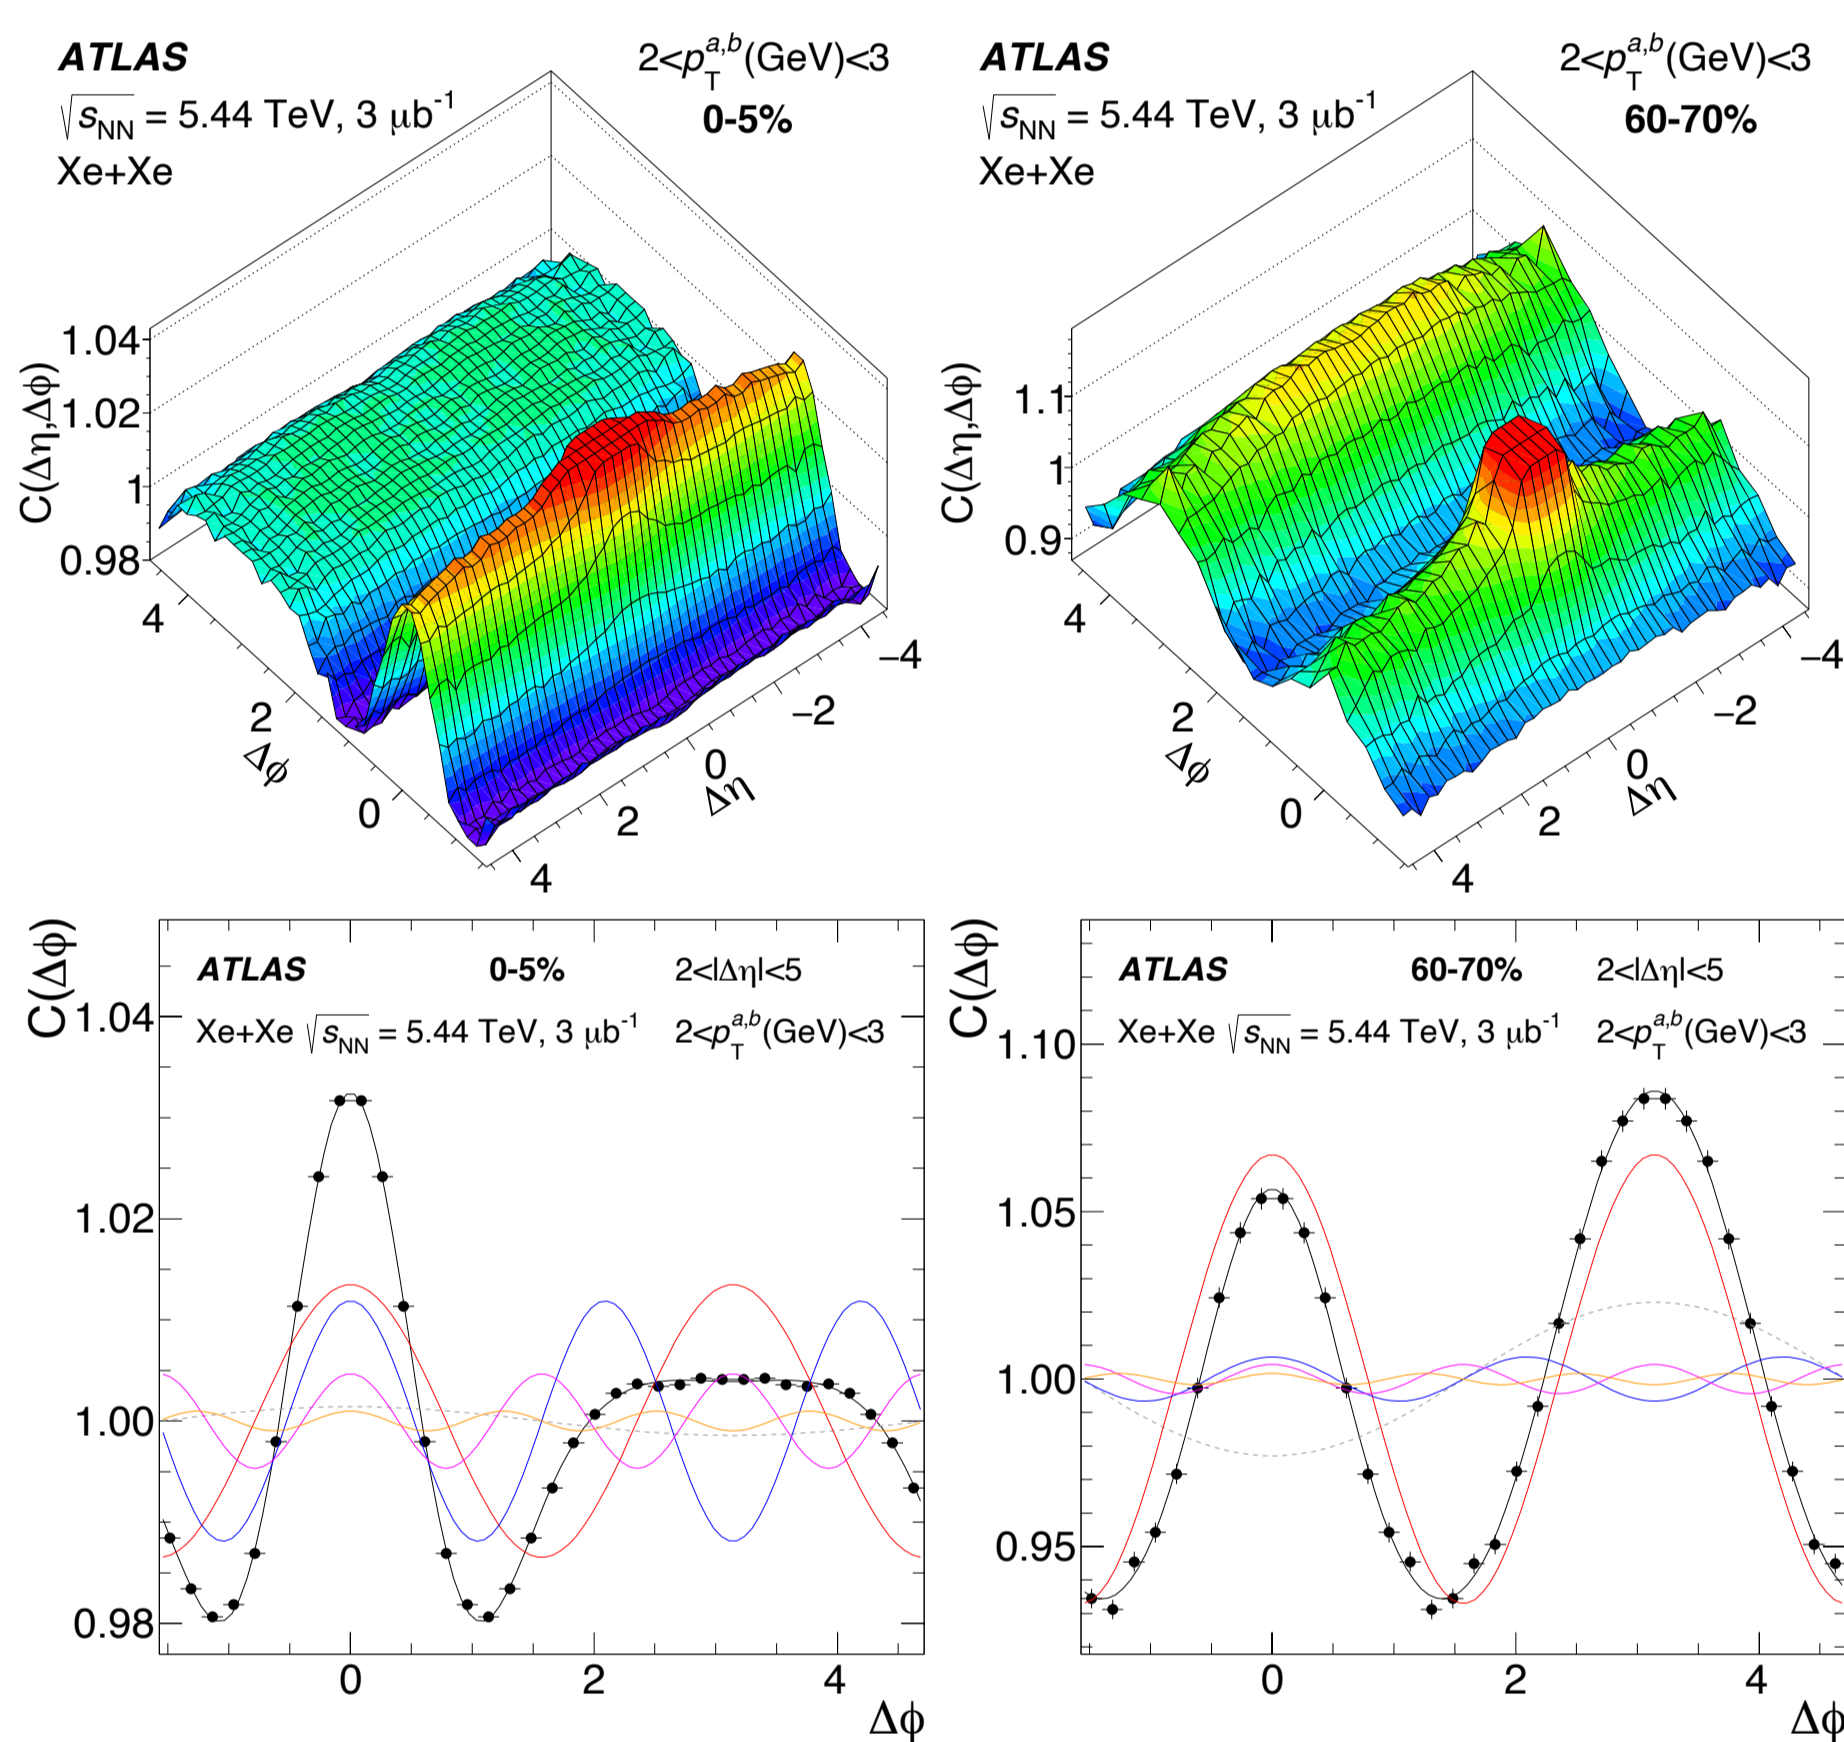 ATLAS
2<p_T^{a,b}(GeV)<3
√s_NN = 5.44 TeV, 3 μb^-1
0-5%
Xe+Xe
C(Δη,Δϕ)
1.04
1.02
1
0.98
4
2
0
Δϕ
4
2
0
−2
−4
Δη
ATLAS
2<p_T^{a,b}(GeV)<3
√s_NN = 5.44 TeV, 3 μb^-1
60-70%
Xe+Xe
C(Δη,Δϕ)
1.1
1
0.9
4
2
0
Δϕ
4
2
0
−2
−4
Δη
C(Δϕ)
ATLAS 0-5% 2<|Δη|<5
Xe+Xe √s_NN = 5.44 TeV, 3 μb^-1 2<p_T^{a,b}(GeV)<3
1.04
1.02
1.00
0.98
0 2 4
Δϕ
C(Δϕ)
ATLAS 60-70% 2<|Δη|<5
Xe+Xe √s_NN = 5.44 TeV, 3 μb^-1 2<p_T^{a,b}(GeV)<3
1.10
1.05
1.00
0.95
0 2 4
Δϕ